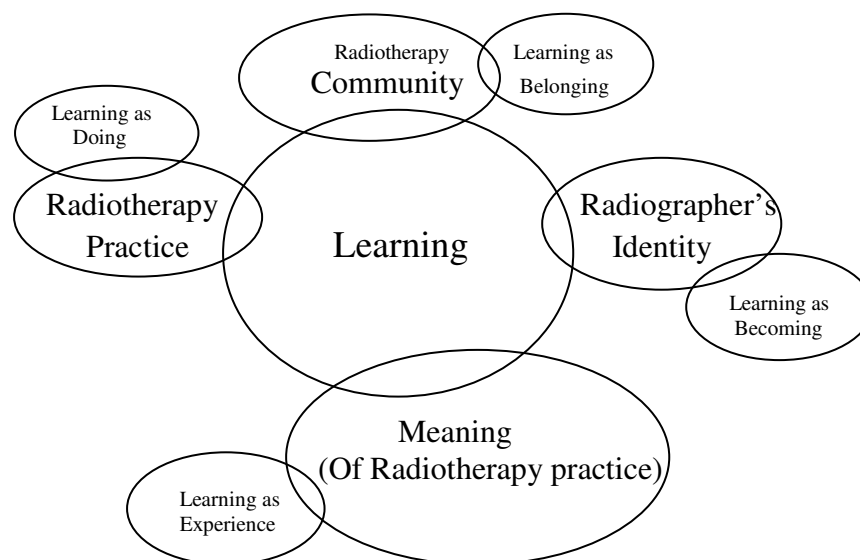 Radiotherapy
Community
Learning as
Belonging
Learning as
Doing
Radiotherapy
Practice
Learning
Radiographer's
Identity
Learning as
Becoming
Meaning
(Of Radiotherapy practice)
Learning as
Experience